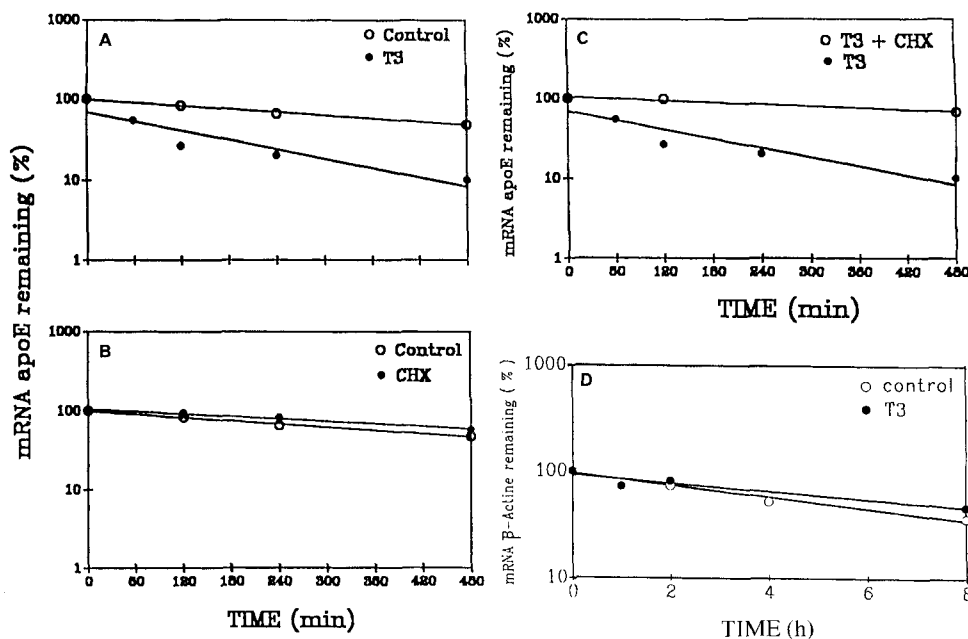 mRNA apoE remaining (%)
A
Control
T3
1000
100
10
1
B
Control
CHX
1000
100
10
1
0 60 120 180 240 300 360 420 480
TIME (min)
C
T3 + CHX
T3
mRNA apoE remaining (%)
1000
100
10
1
0 60 120 180 240 300 360 420 480
TIME (min)
D
control
T3
mRNA β-Actine remaining (%)
1000
100
10
0 2 4 6 8
TIME (h)